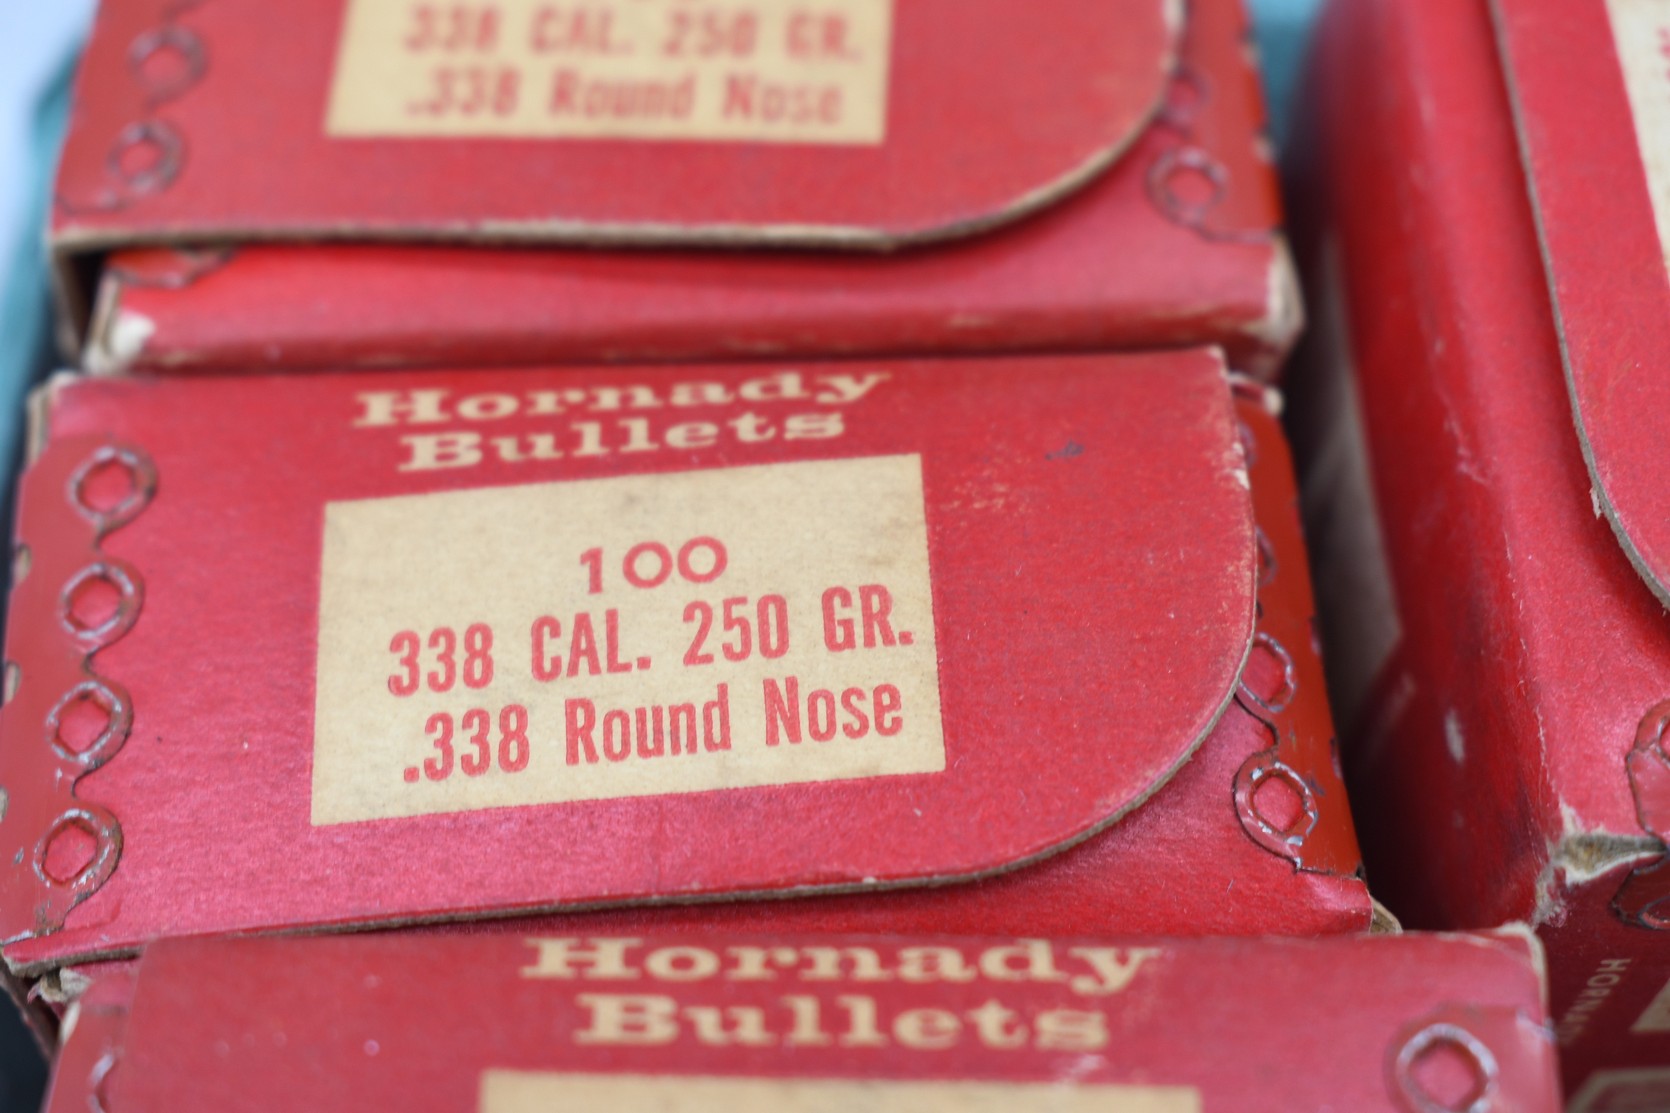 338 CAL. 250 GR.
.338 Round Nose
Hornady
Bullets
100
338 CAL. 250 GR.
.338 Round Nose
Hornady
Bullets
HORNADY